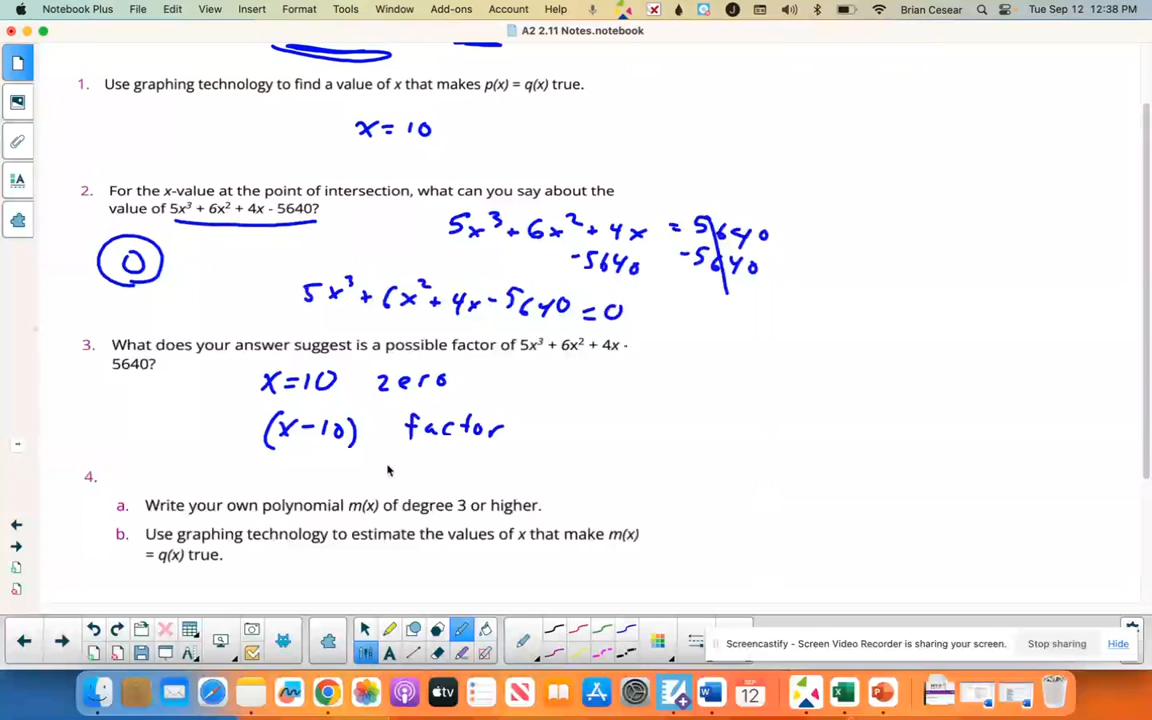 Notebook Plus File Edit View Insert Format Tools Window Add-ons Account Help Brian Cesear Tue Sep 12 12:38 PM
A2 2.11 Notes.notebook
1. Use graphing technology to find a value of x that makes p(x) = q(x) true.
x = 10
2. For the x-value at the point of intersection, what can you say about the
value of 5x³ + 6x² + 4x - 5640?
5x³ + 6x² + 4x = 5640
-5640 -5640
0
5x³ + 6x² + 4x - 5640 = 0
3. What does your answer suggest is a possible factor of 5x³ + 6x² + 4x -
5640?
x=10 zero
(x-10) factor
4.
a. Write your own polynomial m(x) of degree 3 or higher.
b. Use graphing technology to estimate the values of x that make m(x)
= q(x) true.
Screencastify - Screen Video Recorder is sharing your screen. Stop sharing Hide
SEP
12